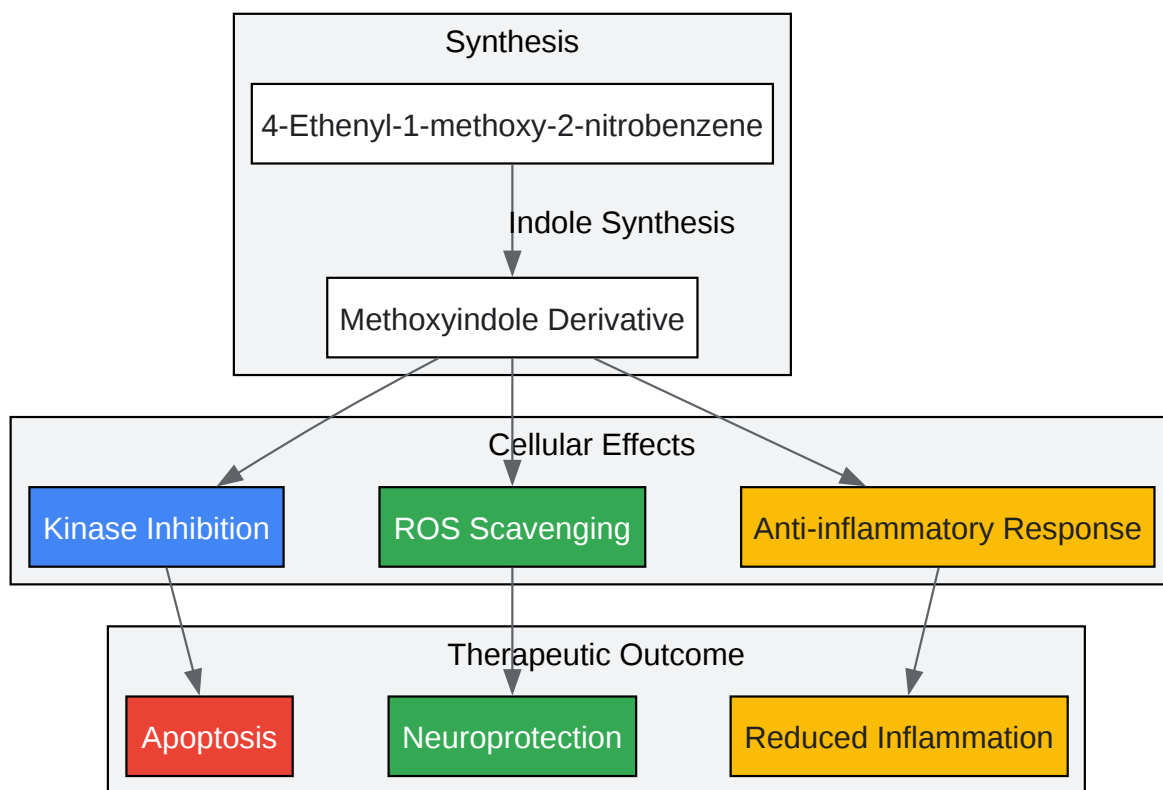 Synthesis
4-Ethenyl-1-methoxy-2-nitrobenzene
Indole Synthesis
Methoxyindole Derivative
Cellular Effects
Kinase Inhibition
ROS Scavenging
Anti-inflammatory Response
Therapeutic Outcome
Apoptosis
Neuroprotection
Reduced Inflammation